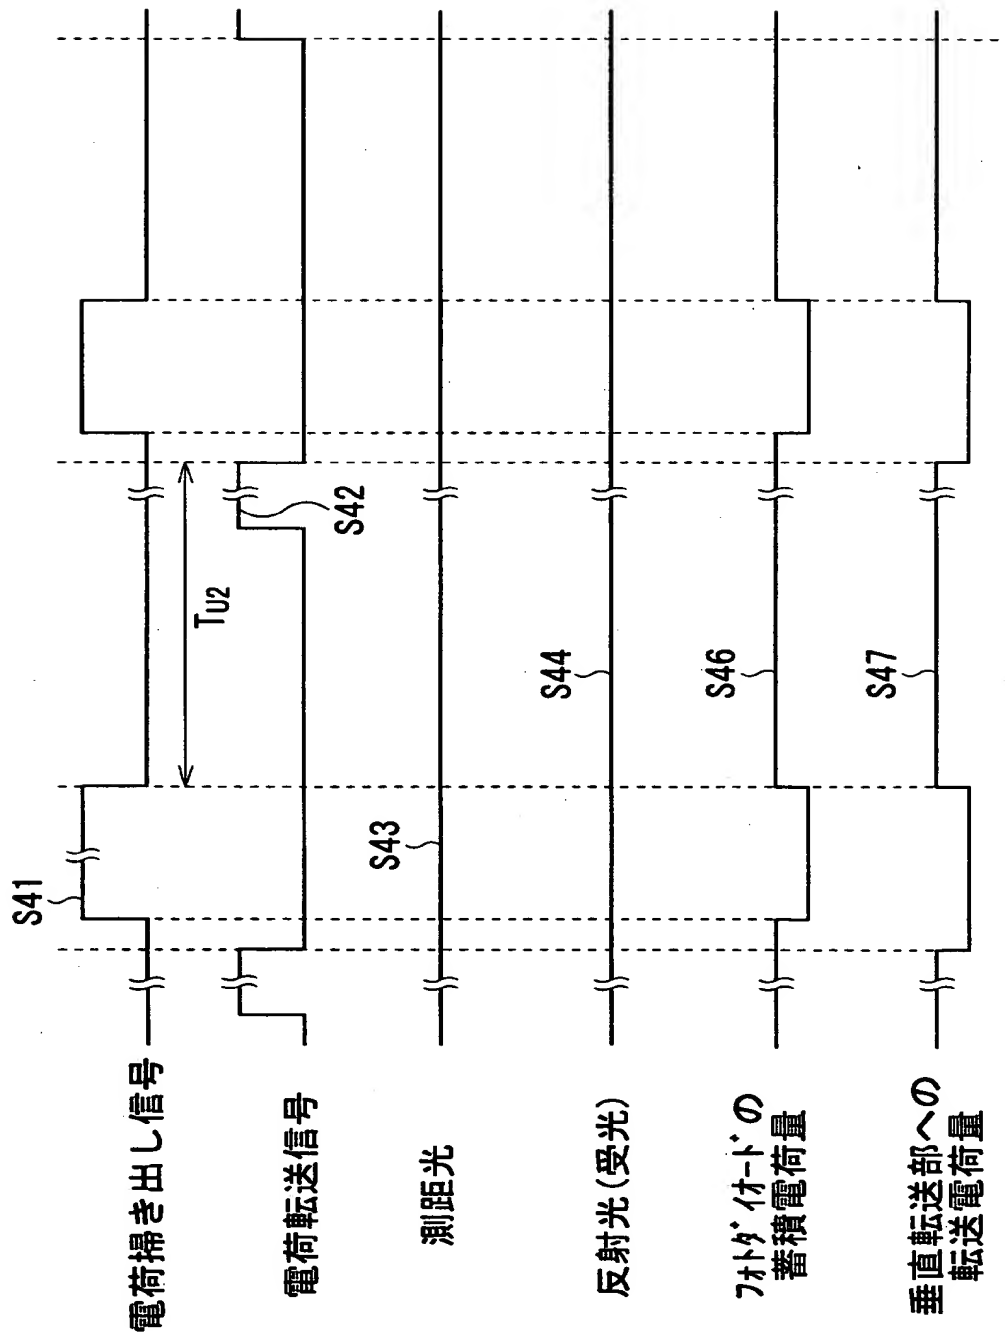 電荷掃き出し信号
S41
TU2
電荷転送信号
S42
測距光
S43
反射光(受光)
S44
フォトダイオードの
蓄積電荷量
S46
垂直転送部への
転送電荷量
S47